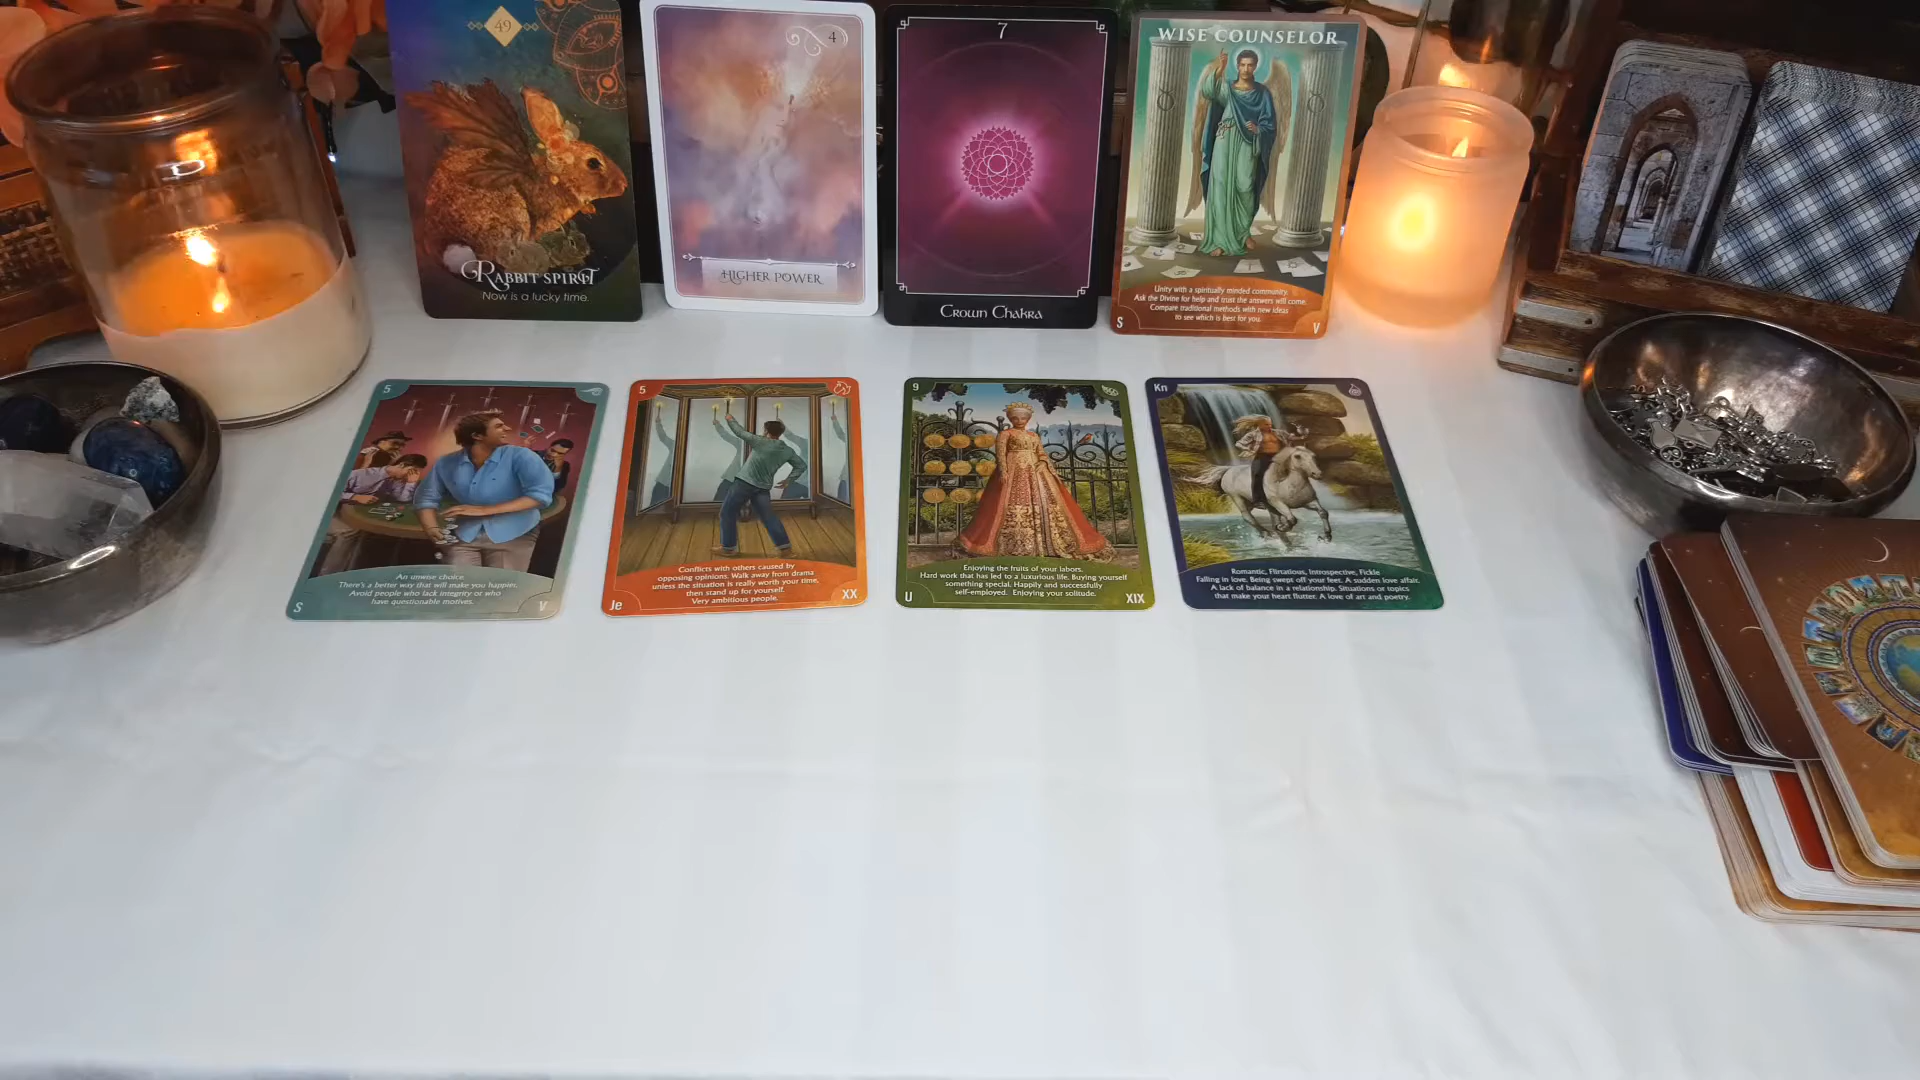 49
RABBIT SPIRIT
Now is a lucky time.
4
HIGHER POWER
7
CROWN CHAKRA
WISE COUNSELOR
Unity with a spiritually minded community.
Ask the Divine for help and trust the answers will come.
Compare traditional methods with new ideas
to see which is best for you.
S
V
5
An unwise choice.
There's a better way that will make you happier.
Avoid people who lack integrity or who
have questionable motives.
S
V
5
Conflicts with others caused by
opposing opinions. Walk away from drama
unless the situation is really worth your time,
then stand up for yourself.
Very ambitious people.
Je
XX
9
Enjoying the fruits of your labors.
Hard work that has led to a luxurious life. Buying yourself
something special. Happily and successfully
self-employed. Enjoying your solitude.
U
XIX
Kn
Romantic, Flirtatious, Introspective, Fickle
Falling in love. Being swept off your feet. A sudden love affair.
A lack of balance in a relationship. Situations or topics
that make your heart flutter. A love of art and poetry.